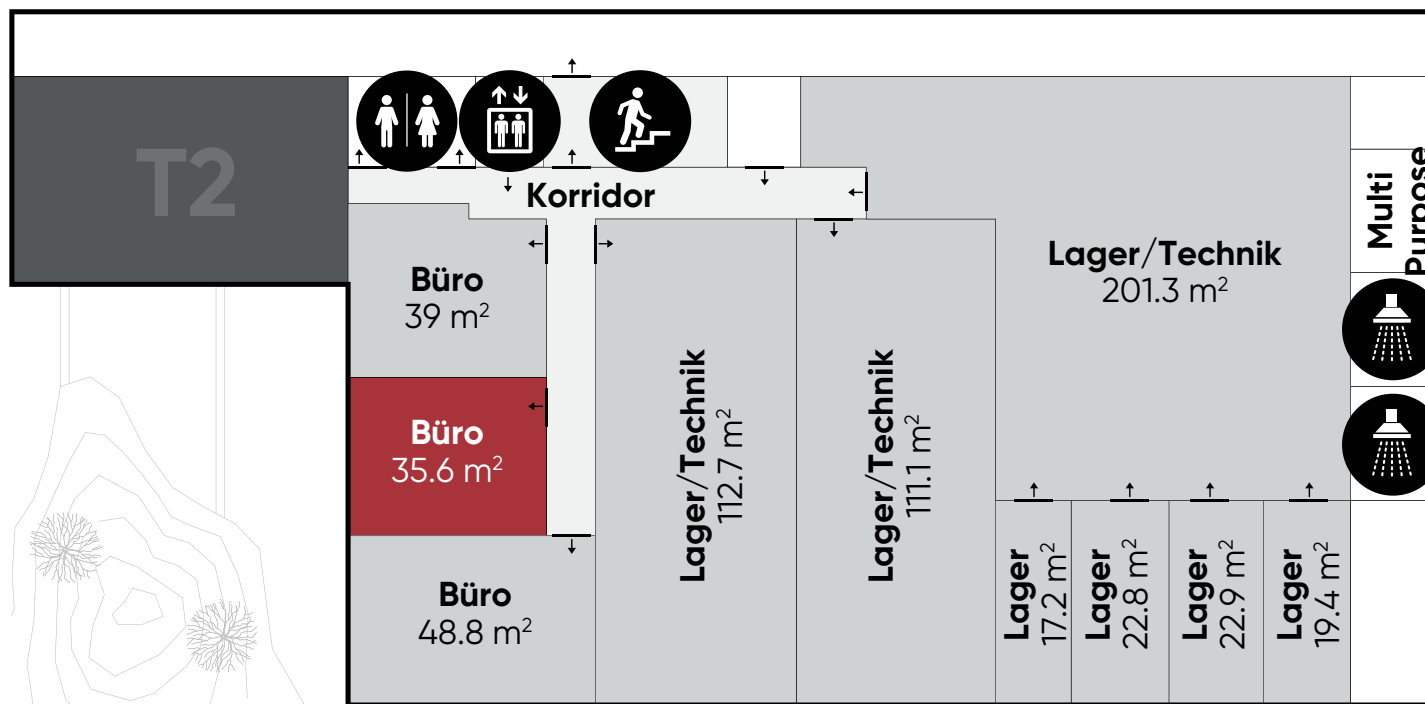 T2
Korridor
Büro
39 m²
Büro
35.6 m²
Büro
48.8 m²
Lager/Technik
112.7 m²
Lager/Technik
111.1 m²
Lager/Technik
201.3 m²
Multi
Purpose
Lager
17.2 m²
Lager
22.8 m²
Lager
22.9 m²
Lager
19.4 m²